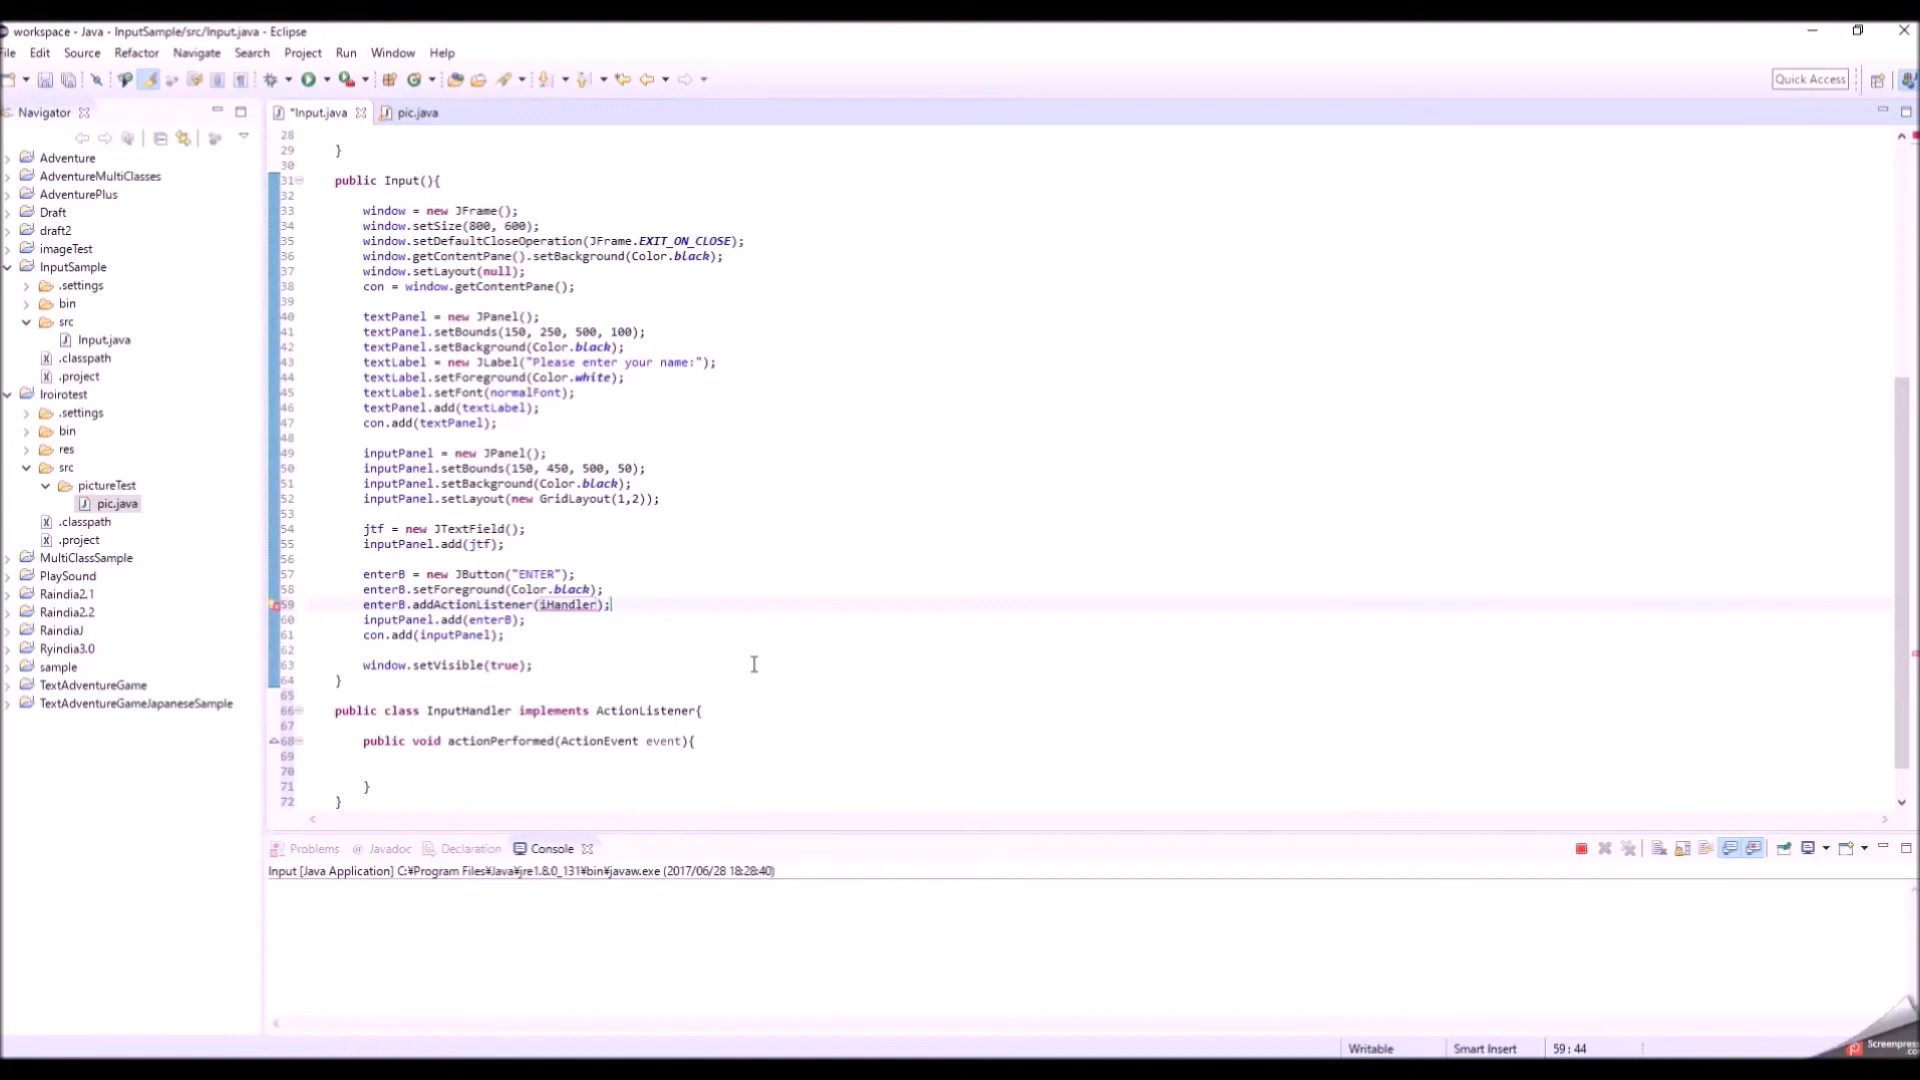 workspace - Java - InputSample/src/Input.java - Eclipse
File Edit Source Refactor Navigate Search Project Run Window Help
Quick Access
Navigator
*Input.java pic.java
Adventure
AdventureMultiClasses
AdventurePlus
Draft
draft2
imageTest
InputSample
.settings
bin
src
Input.java
.classpath
.project
Iroirotest
.settings
bin
res
src
pictureTest
pic.java
.classpath
.project
MultiClassSample
PlaySound
Raindia2.1
Raindia2.2
RaindiaJ
Ryindia3.0
sample
TextAdventureGame
TextAdventureGameJapaneseSample
28
29 }
30
31 public Input(){
32
33 window = new JFrame();
34 window.setSize(800, 600);
35 window.setDefaultCloseOperation(JFrame.EXIT_ON_CLOSE);
36 window.getContentPane().setBackground(Color.black);
37 window.setLayout(null);
38 con = window.getContentPane();
39
40 textPanel = new JPanel();
41 textPanel.setBounds(150, 250, 500, 100);
42 textPanel.setBackground(Color.black);
43 textLabel = new JLabel("Please enter your name:");
44 textLabel.setForeground(Color.white);
45 textLabel.setFont(normalFont);
46 textPanel.add(textLabel);
47 con.add(textPanel);
48
49 inputPanel = new JPanel();
50 inputPanel.setBounds(150, 450, 500, 50);
51 inputPanel.setBackground(Color.black);
52 inputPanel.setLayout(new GridLayout(1,2));
53
54 jtf = new JTextField();
55 inputPanel.add(jtf);
56
57 enterB = new JButton("ENTER");
58 enterB.setForeground(Color.black);
59 enterB.addActionListener(iHandler);
60 inputPanel.add(enterB);
61 con.add(inputPanel);
62
63 window.setVisible(true);
64 }
65
66 public class InputHandler implements ActionListener{
67
68 public void actionPerformed(ActionEvent event){
69
70
71 }
72 }
Problems @ Javadoc Declaration Console
Input [Java Application] C:¥Program Files¥Java¥jre1.8.0_131¥bin¥javaw.exe (2017/06/28 18:28:40)
Writable Smart Insert 59 : 44